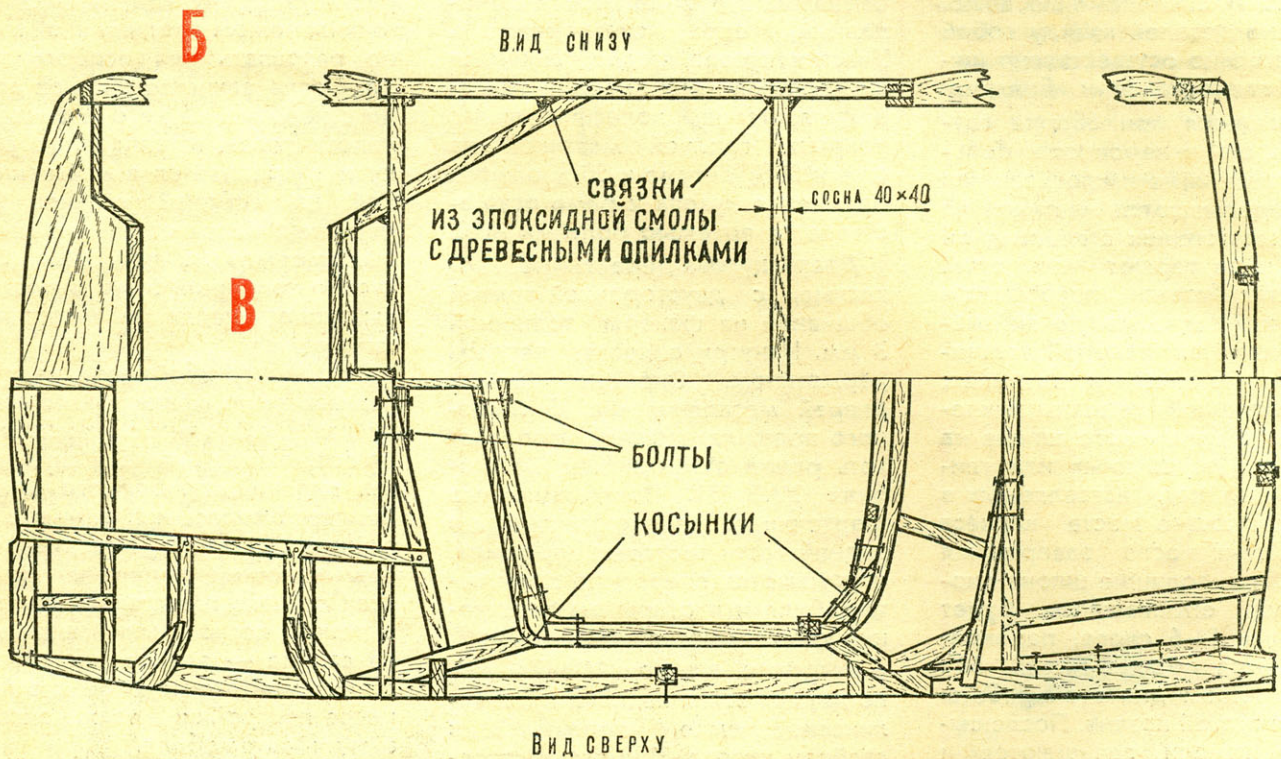 Б
ВИД СНИЗУ
СВЯЗКИ
ИЗ ЭПОКСИДНОЙ СМОЛЫ
С ДРЕВЕСНЫМИ ОПИЛКАМИ
СОСНА 40×40
В
БОЛТЫ
КОСЫНКИ
ВИД СВЕРХУ